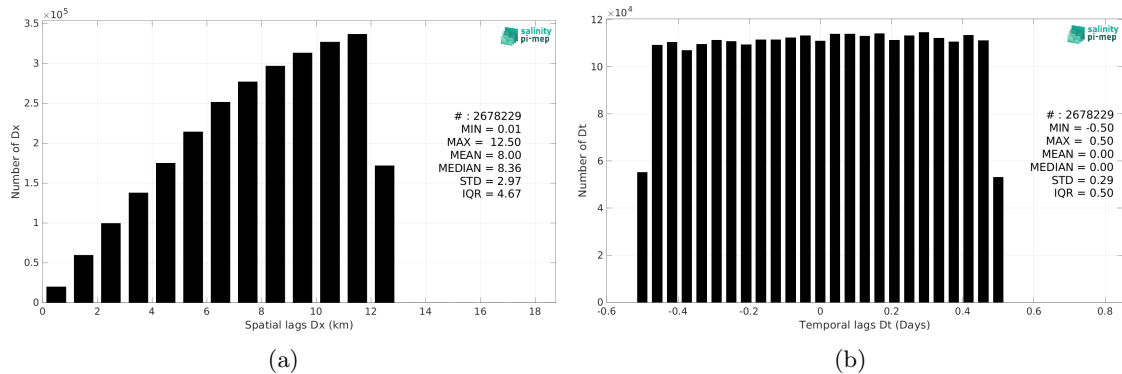 ×10^5
3.5
3
2.5
2
1.5
1
0.5
0
Number of Dx
0 2 4 6 8 10 12 14 16 18
Spatial lags Dx (km)
salinity
pi-mep
# : 2678229
MIN = 0.01
MAX = 12.50
MEAN = 8.00
MEDIAN = 8.36
STD = 2.97
IQR = 4.67
(a)
×10^4
12
10
8
6
4
2
0
Number of Dt
-0.6 -0.4 -0.2 0 0.2 0.4 0.6 0.8
Temporal lags Dt (Days)
salinity
pi-mep
# : 2678229
MIN = -0.50
MAX = 0.50
MEAN = 0.00
MEDIAN = 0.00
STD = 0.29
IQR = 0.50
(b)